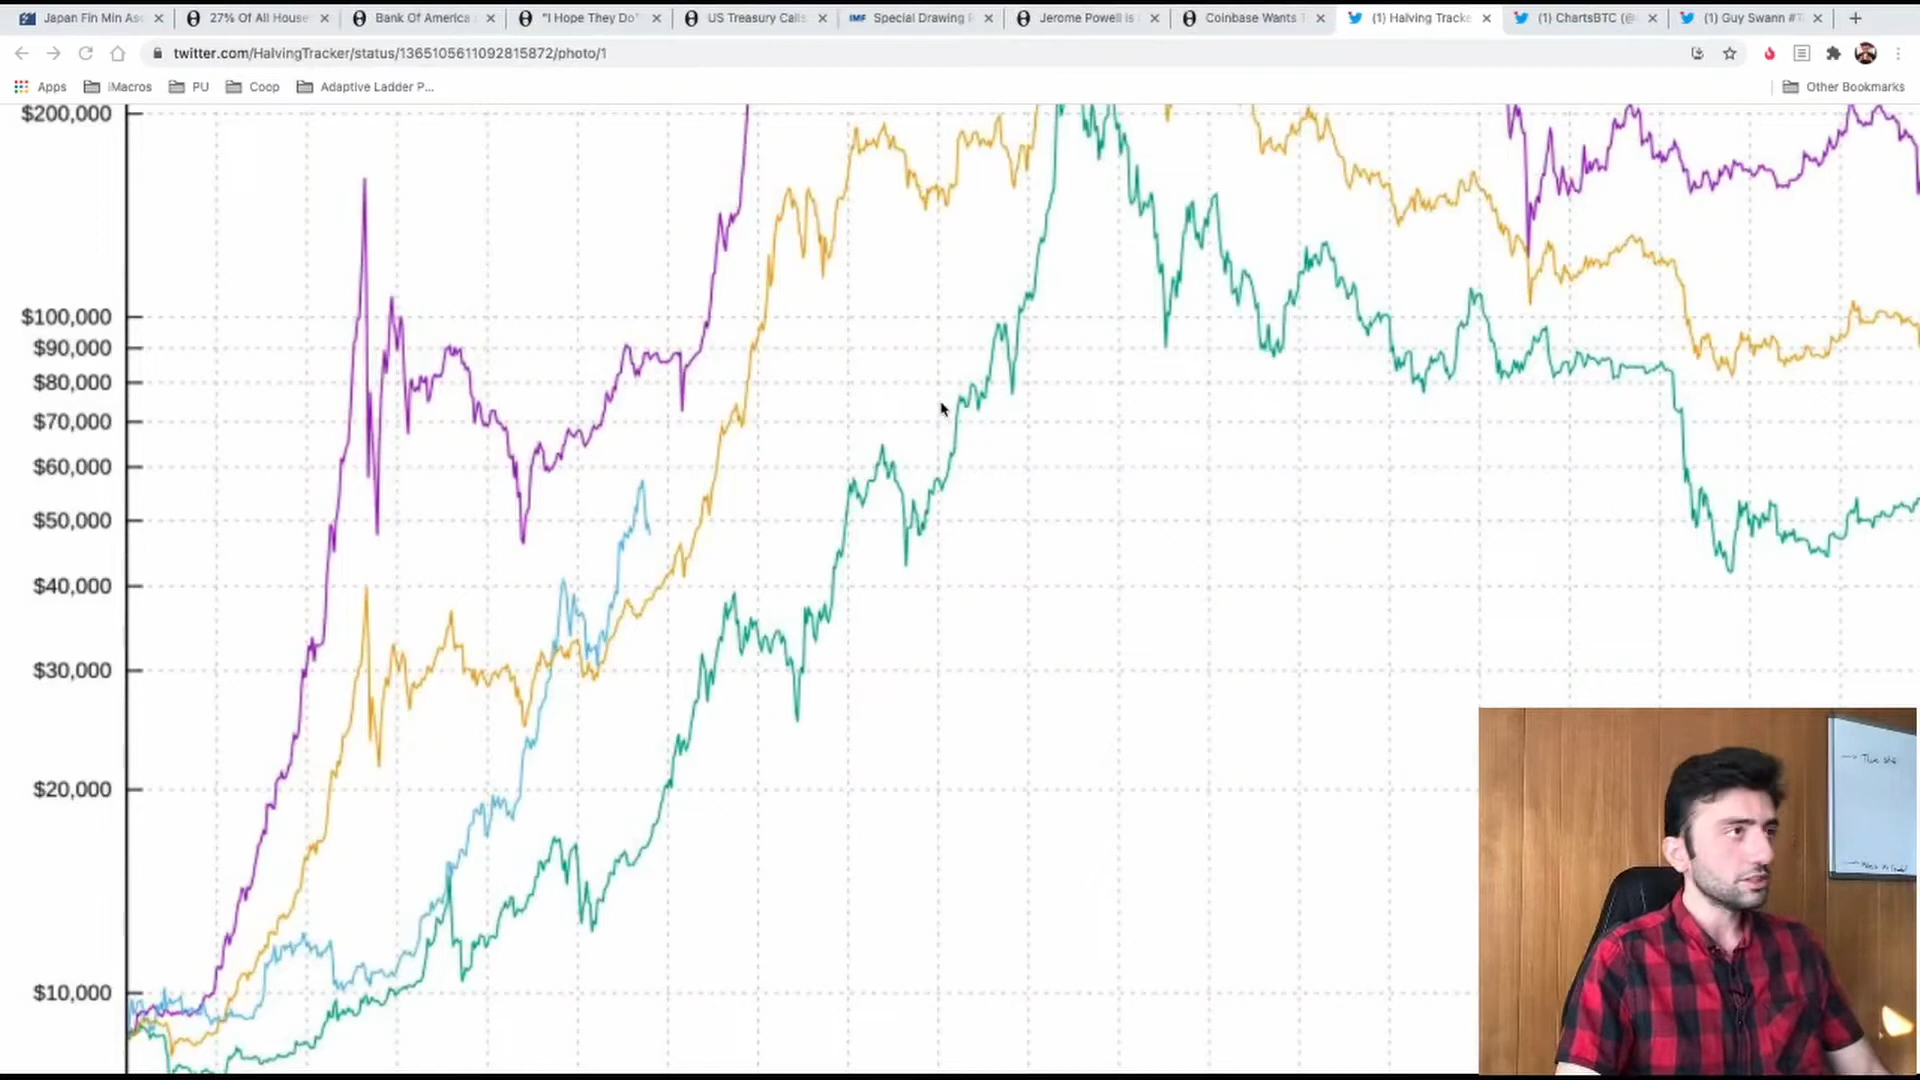 Japan Fin Min Aso
27% Of All House
Bank Of America
"I Hope They Do"
US Treasury Calls
IMF Special Drawing R
Jerome Powell is
Coinbase Wants T
(1) Halving Tracke
(1) ChartsBTC (@
(1) Guy Swann #T
twitter.com/HalvingTracker/status/1365105611092815872/photo/1
Apps iMacros PU Coop Adaptive Ladder P... Other Bookmarks
$200,000
$100,000
$90,000
$80,000
$70,000
$60,000
$50,000
$40,000
$30,000
$20,000
$10,000